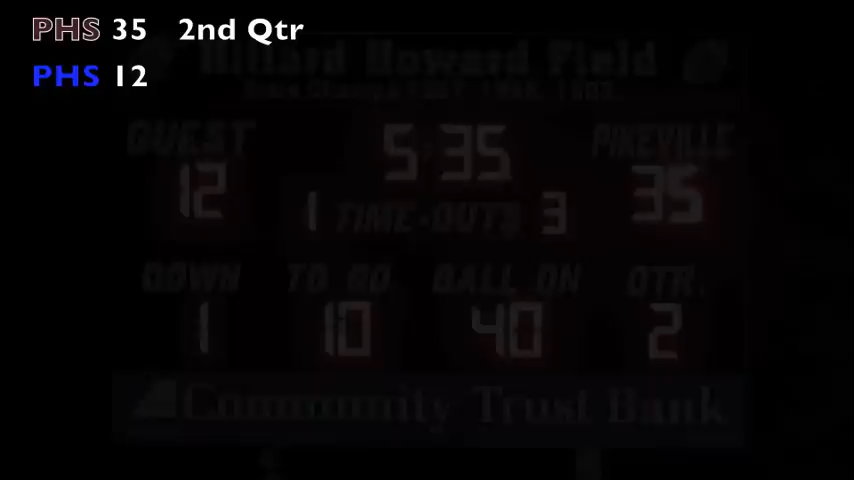 PHS 35 2nd Qtr
PHS 12
Hillard Howard Field
GUEST 5:35 PIKEVILLE
12 1 TIME-OUTS 3 35
DOWN TO GO BALL ON QTR.
1 10 40 2
Community Trust Bank